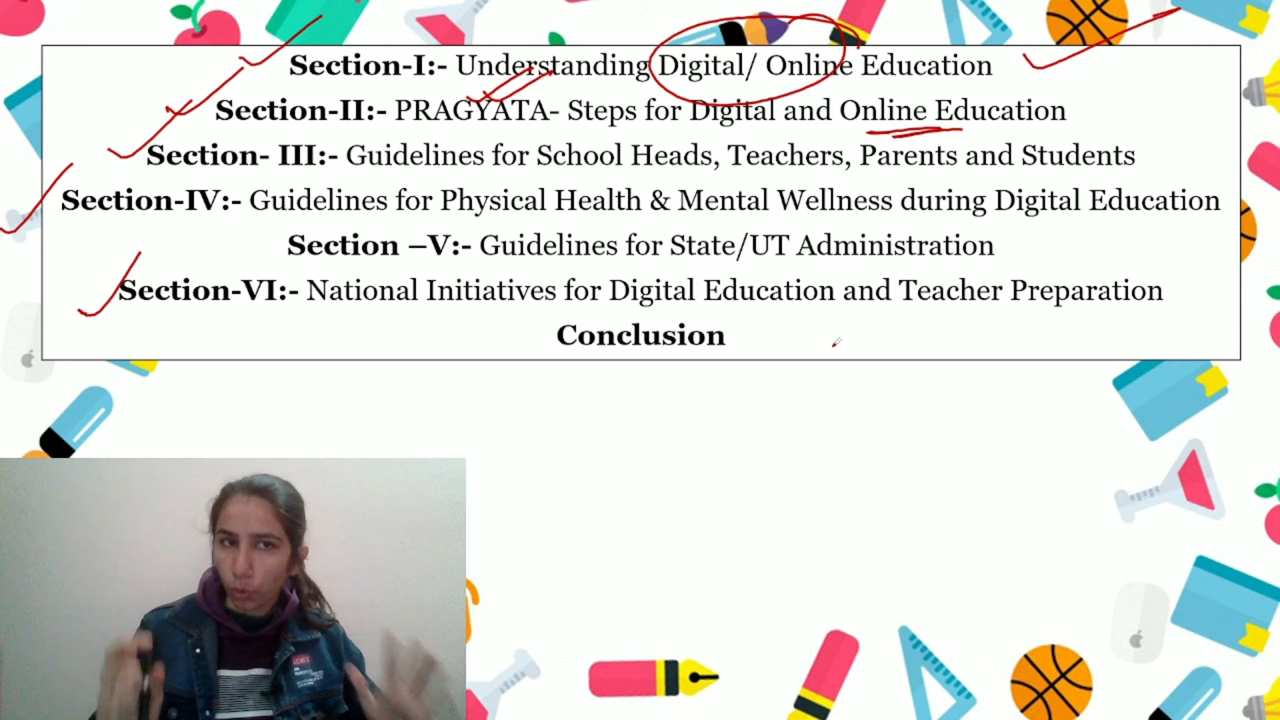 Section-I:- Understanding Digital/ Online Education
Section-II:- PRAGYATA- Steps for Digital and Online Education
Section- III:- Guidelines for School Heads, Teachers, Parents and Students
Section-IV:- Guidelines for Physical Health & Mental Wellness during Digital Education
Section –V:- Guidelines for State/UT Administration
Section-VI:- National Initiatives for Digital Education and Teacher Preparation
Conclusion